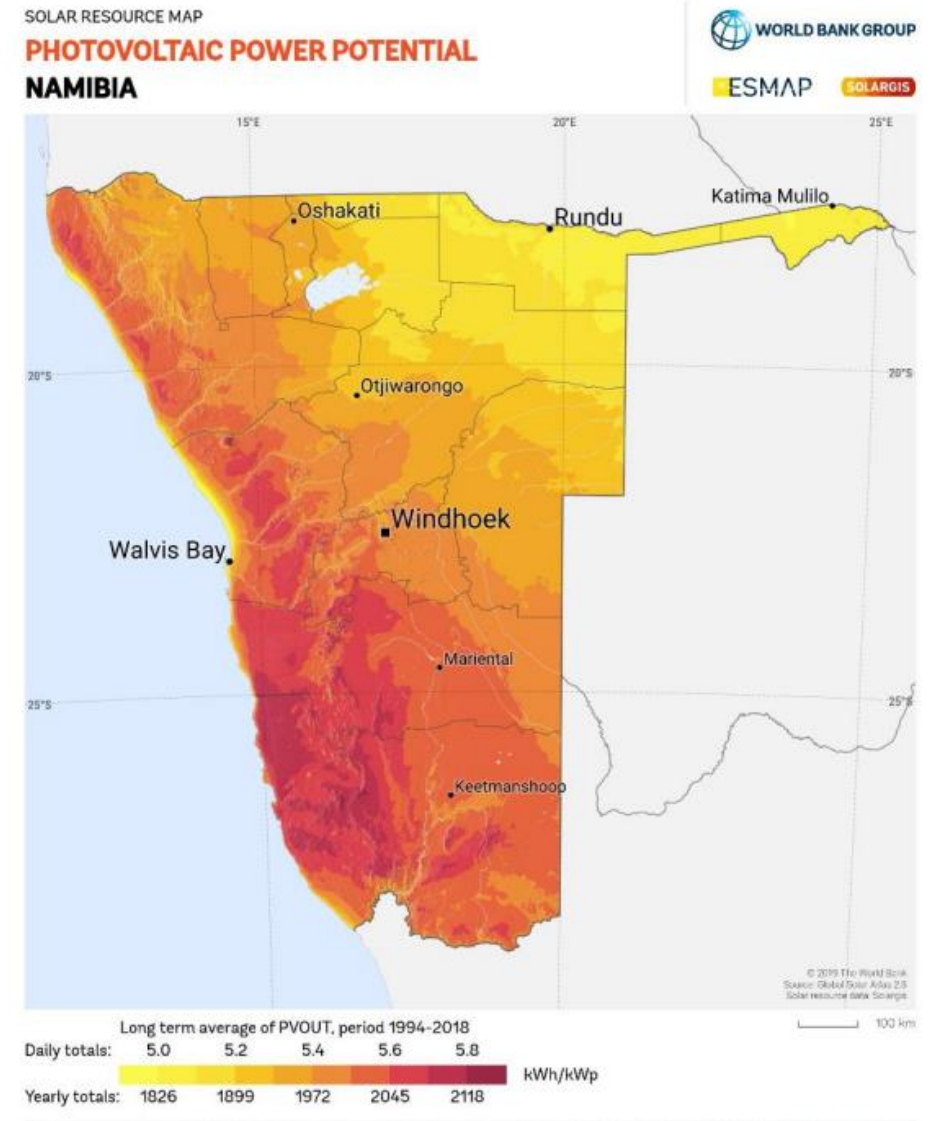 SOLAR RESOURCE MAP
PHOTOVOLTAIC POWER POTENTIAL
NAMIBIA
WORLD BANK GROUP
ESMAP
SOLARGIS
15°E
20°E
25°E
Katima Mulilo
Oshakati
Rundu
20°S
20°S
Otjiwarongo
Windhoek
Walvis Bay
Mariental
25°S
25°S
Keetmanshoop
© 2019 The World Bank
Source: Global Solar Atlas 2.0
Solar resource data: Solargis
100 km
Long term average of PVOUT, period 1994-2018
Daily totals: 5.0 5.2 5.4 5.6 5.8
kWh/kWp
Yearly totals: 1826 1899 1972 2045 2118